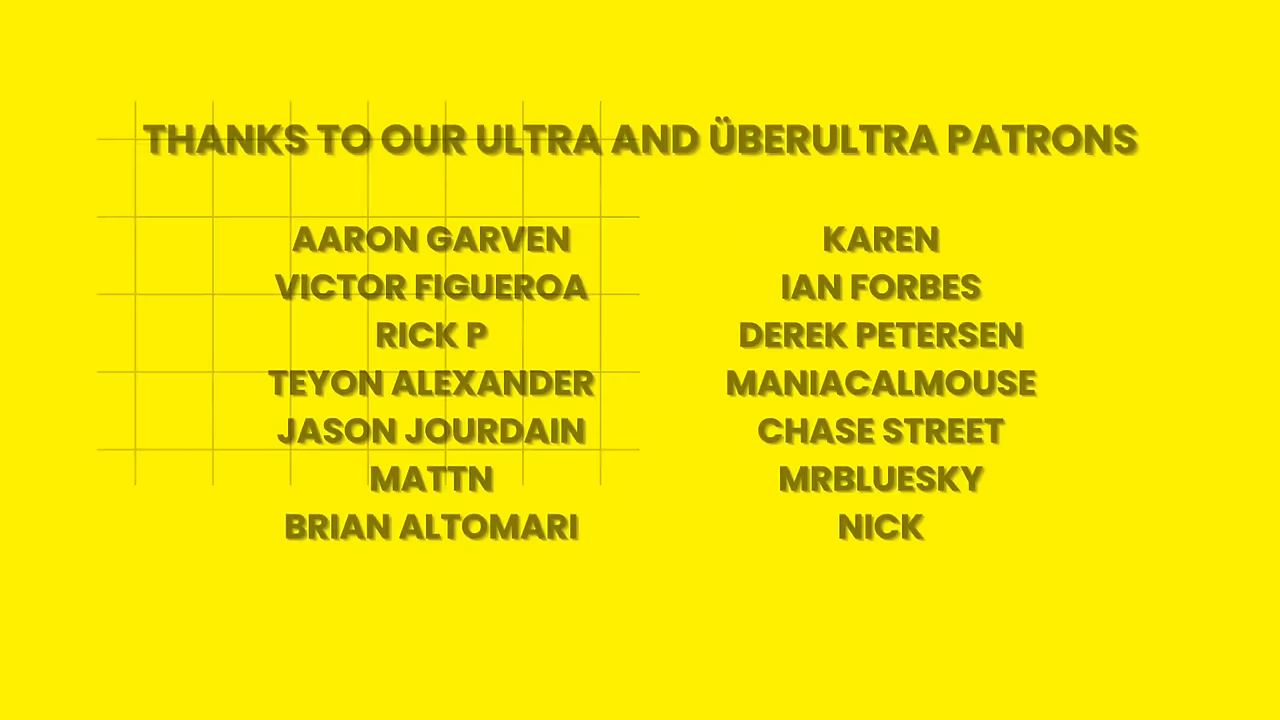 THANKS TO OUR ULTRA AND ÜBERULTRA PATRONS
AARON GARVEN
VICTOR FIGUEROA
RICK P
TEYON ALEXANDER
JASON JOURDAIN
MATTN
BRIAN ALTOMARI
KAREN
IAN FORBES
DEREK PETERSEN
MANIACALMOUSE
CHASE STREET
MRBLUESKY
NICK